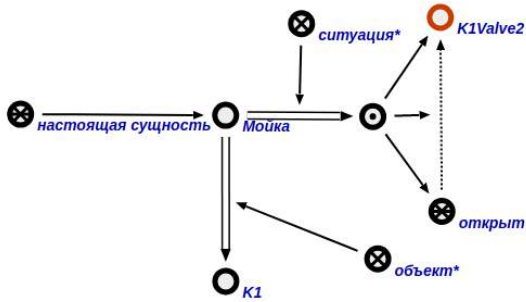 K1Valve2
ситуация*
настоящая сущность
Мойка
открыт
объект*
K1